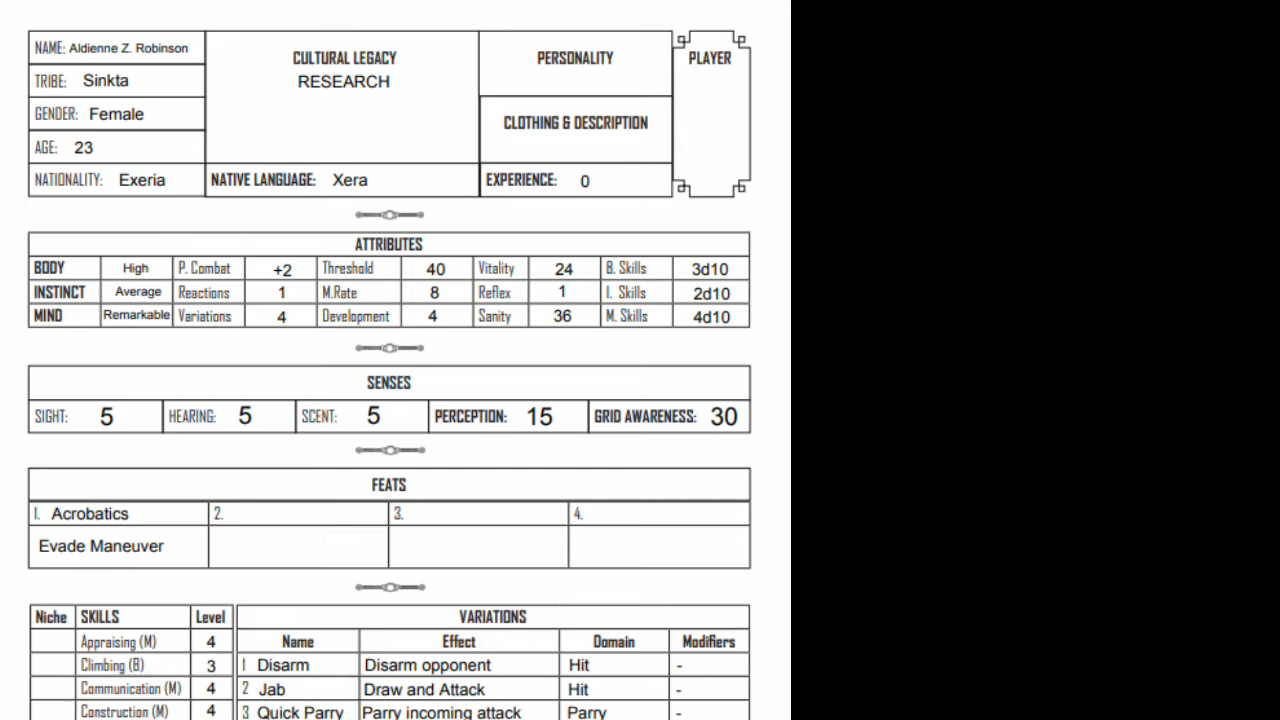 NAME: Aldienne Z. Robinson
TRIBE: Sinkta
GENDER: Female
AGE: 23
NATIONALITY: Exeria
CULTURAL LEGACY
RESEARCH
NATIVE LANGUAGE: Xera
PERSONALITY
CLOTHING & DESCRIPTION
EXPERIENCE: 0
PLAYER
ATTRIBUTES
BODY High P. Combat +2 Threshold 40 Vitality 24 B. Skills 3d10
INSTINCT Average Reactions 1 M.Rate 8 Reflex 1 I. Skills 2d10
MIND Remarkable Variations 4 Development 4 Sanity 36 M. Skills 4d10
SENSES
SIGHT: 5 HEARING: 5 SCENT: 5 PERCEPTION: 15 GRID AWARENESS: 30
FEATS
1. Acrobatics 2. 3. 4.
Evade Maneuver
Niche SKILLS Level
Appraising (M) 4
Climbing (B) 3
Communication (M) 4
Construction (M) 4
VARIATIONS
Name Effect Domain Modifiers
1 Disarm Disarm opponent Hit -
2 Jab Draw and Attack Hit -
3 Quick Parry Parry incoming attack Parry -